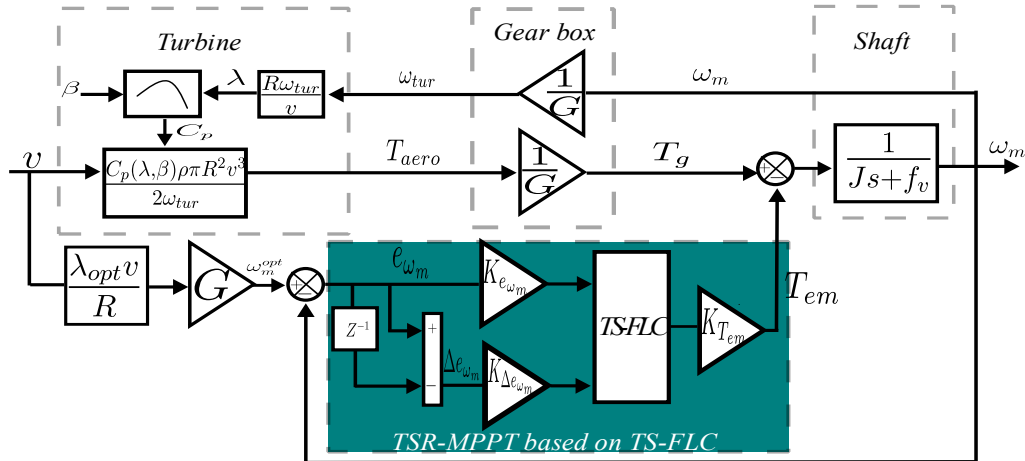 Turbine
Gear box
Shaft
β
λ
Rω_tur / v
ω_tur
1/G
ω_m
C_p
v
C_p(λ,β)ρπR²v³ / 2ω_tur
T_aero
1/G
T_g
+
−
1 / Js+f_v
ω_m
λ_opt v / R
G
ω_m^opt
+
−
e_ω_m
K_e_ω_m
Z⁻¹
+
−
Δe_ω_m
K_Δe_ω_m
TS-FLC
K_T_em
T_em
TSR-MPPT based on TS-FLC